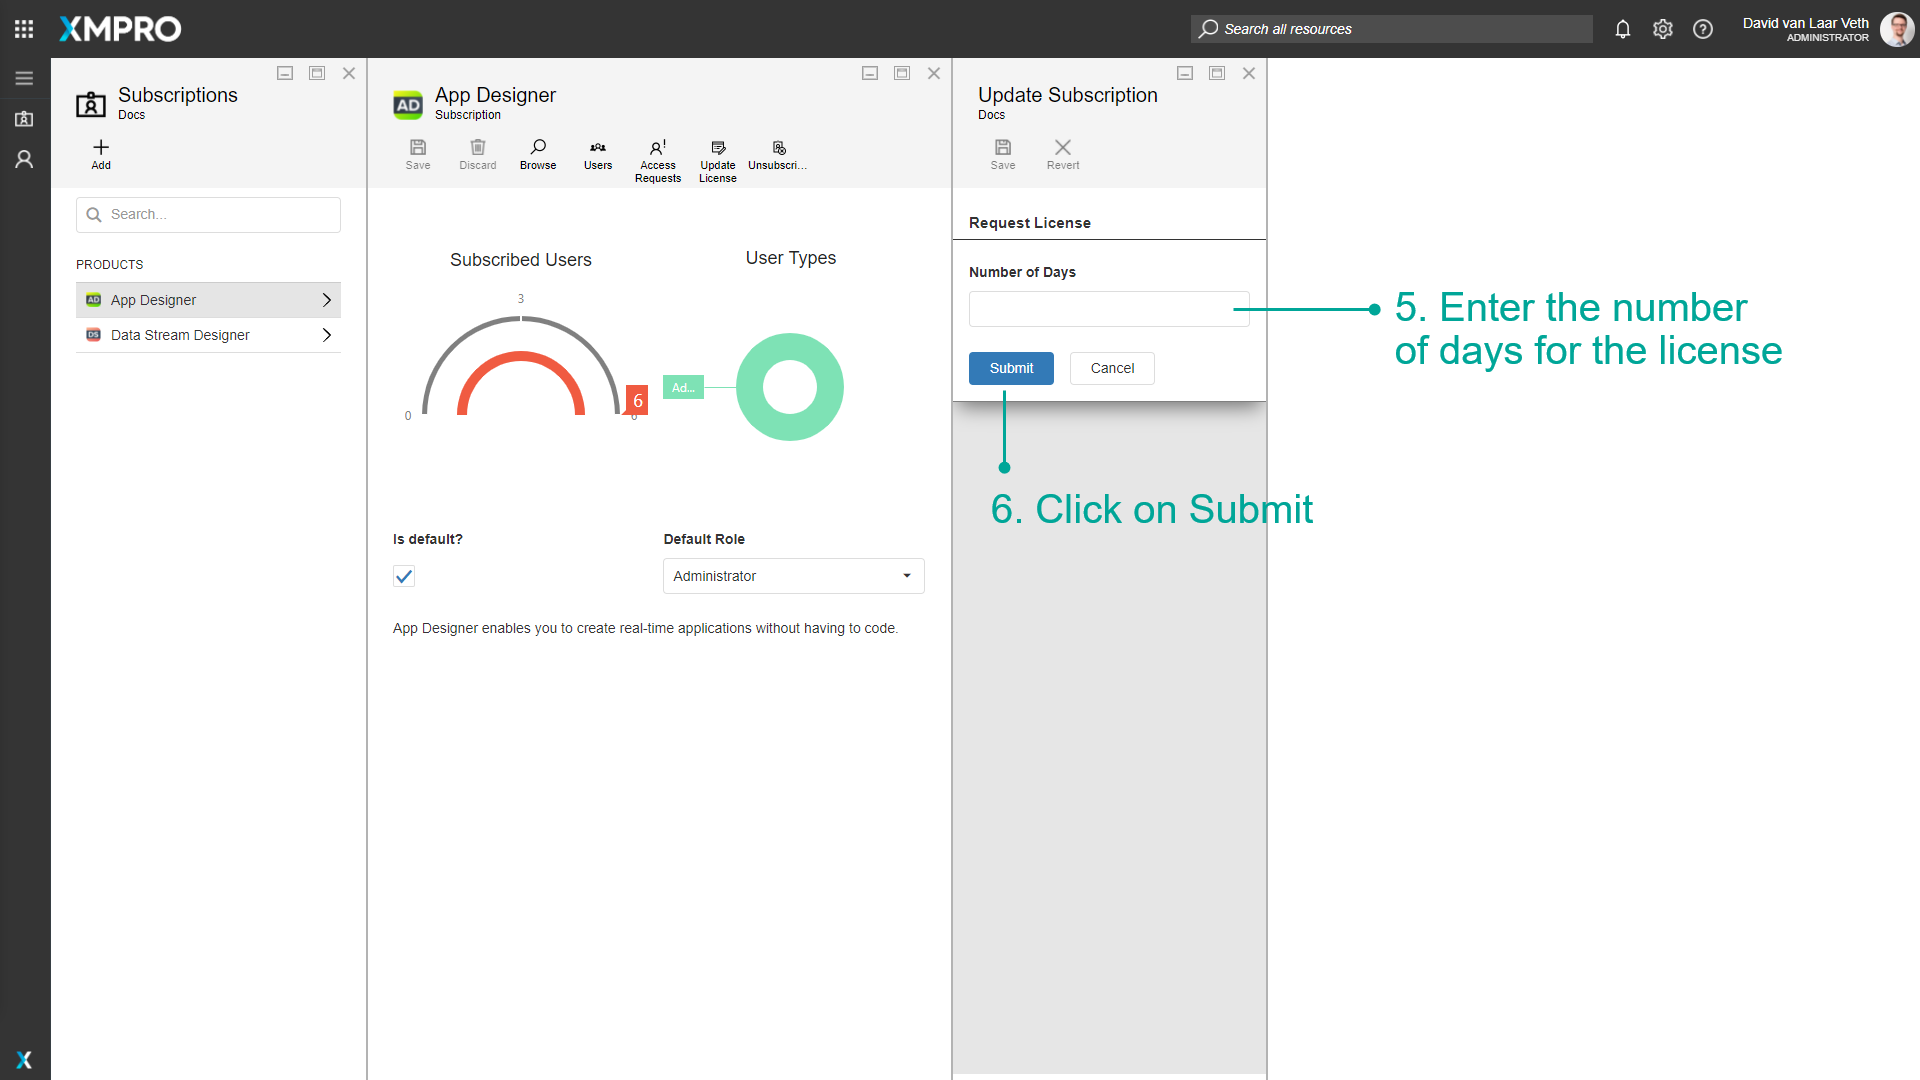 XMPRO
Search all resources
David van Laar Veth
ADMINISTRATOR
Subscriptions
Docs
Add
Search...
PRODUCTS
AD App Designer
DS Data Stream Designer
AD
App Designer
Subscription
Save
Discard
Browse
Users
Access
Requests
Update
License
Unsubscri...
Subscribed Users
3
0
6
6
User Types
Ad...
Is default?
Default Role
Administrator
App Designer enables you to create real-time applications without having to code.
Update Subscription
Docs
Save
Revert
Request License
Number of Days
Submit
Cancel
5. Enter the number
of days for the license
6. Click on Submit
X